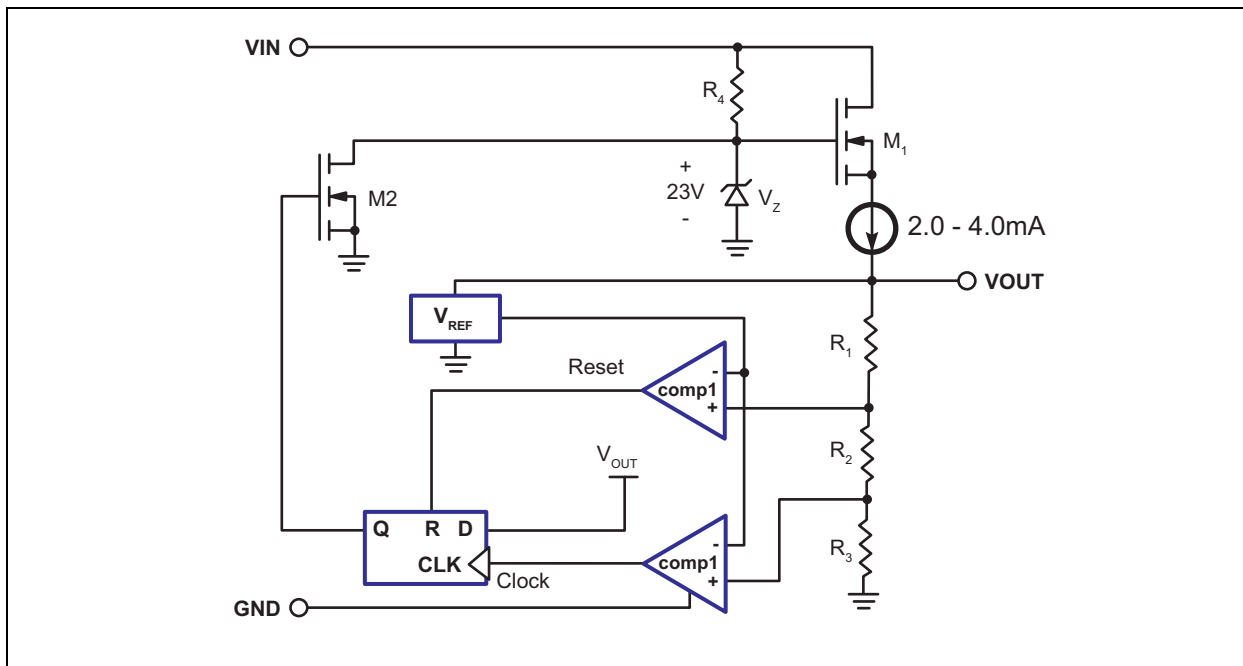 VIN
R4
M1
+
23V
-
VZ
M2
2.0 - 4.0mA
VOUT
VREF
R1
Reset
-
comp1
+
R2
VOUT
Q R D
-
comp1
+
R3
CLK
Clock
GND